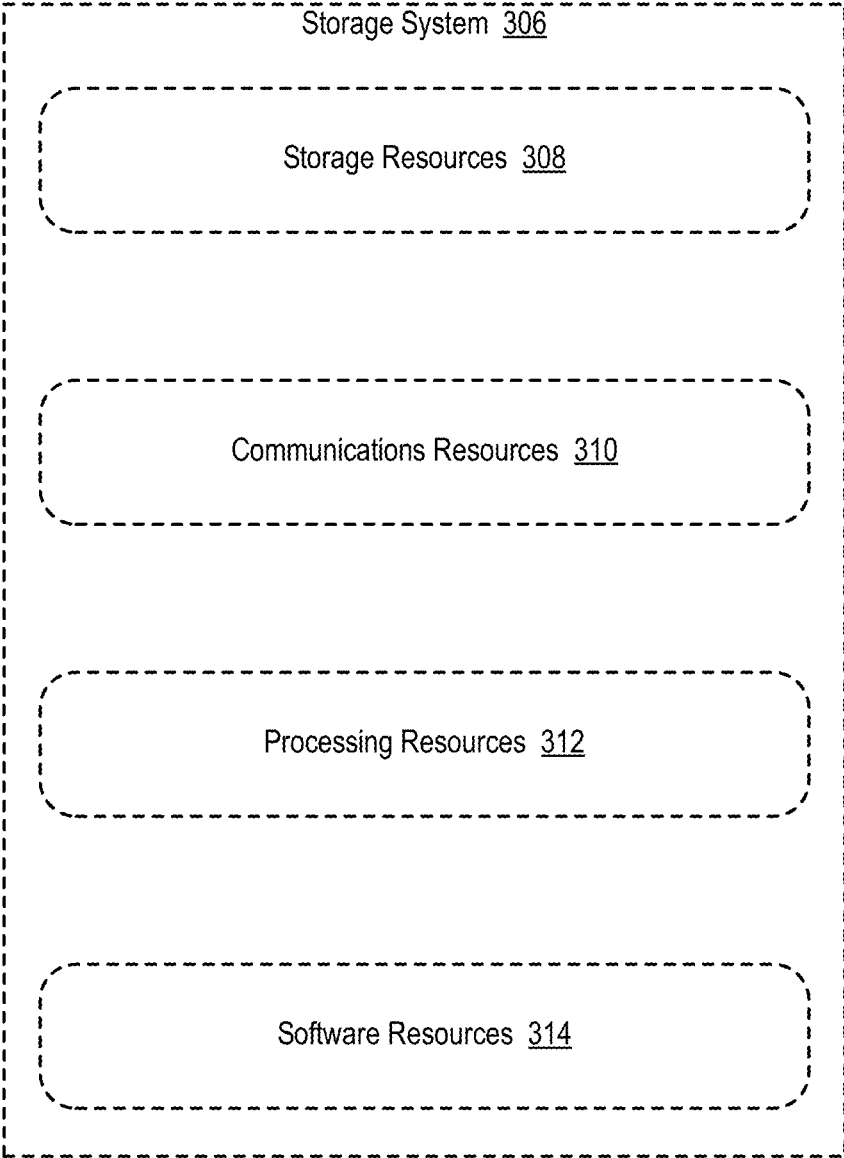 Storage System 306
Storage Resources 308
Communications Resources 310
Processing Resources 312
Software Resources 314